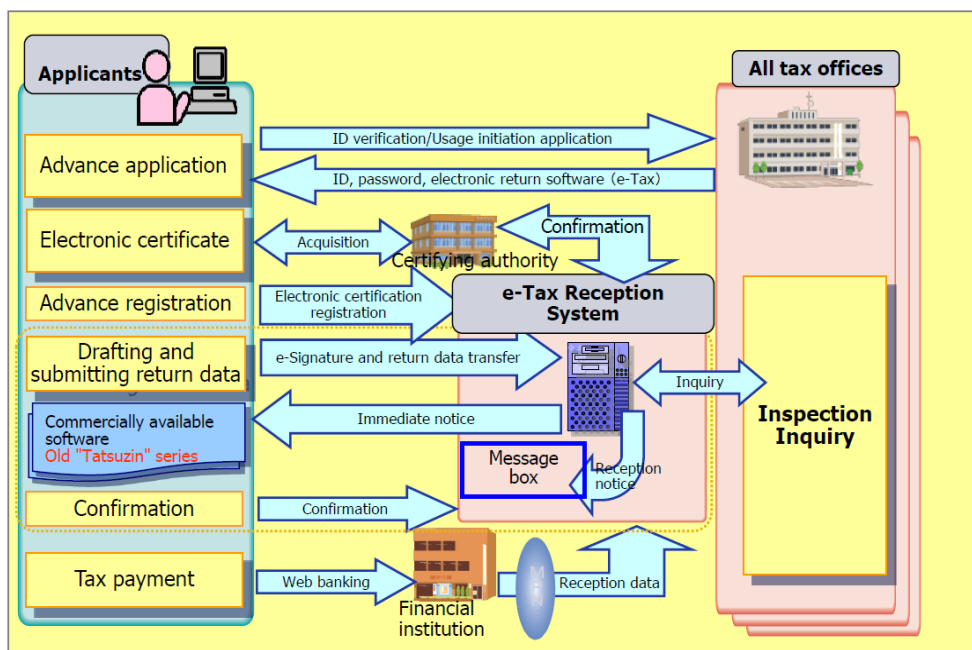 Applicants
All tax offices
ID verification/Usage initiation application
Advance application
ID, password, electronic return software (e-Tax)
Electronic certificate
Acquisition
Certifying authority
Confirmation
Advance registration
Electronic certification
registration
e-Tax Reception
System
Drafting and
submitting return data
e-Signature and return data transfer
Inquiry
Inspection
Inquiry
Commercially available
software
Old "Tatsuzin" series
Immediate notice
Message
box
Reception
notice
Confirmation
Confirmation
Tax payment
Web banking
Financial
institution
Reception data